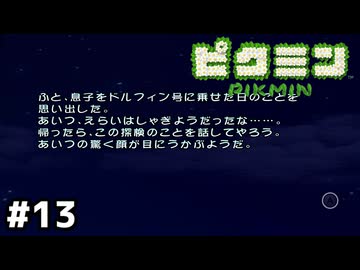 ピクミン
PIKMIN
ふと、息子をドルフィン号に乗せた日のことを
思い出した。
あいつ、えらいはしゃぎようだったな……。
帰ったら、この探検のことを話してやろう。
あいつの驚く顔が目にうかぶようだ。
#13